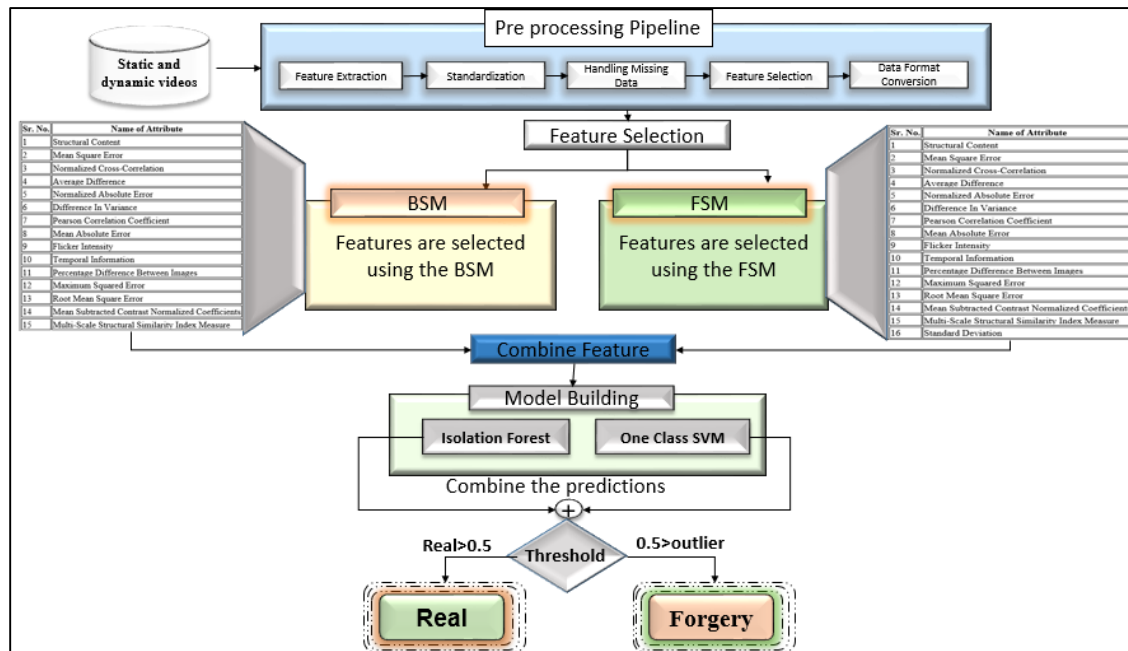 Pre processing Pipeline
Static and
dynamic videos
Feature Extraction
Standardization
Handling Missing
Data
Feature Selection
Data Format
Conversion
Feature Selection
Sr. No. Name of Attribute
1 Structural Content
2 Mean Square Error
3 Normalized Cross-Correlation
4 Average Difference
5 Normalized Absolute Error
6 Difference In Variance
7 Pearson Correlation Coefficient
8 Mean Absolute Error
9 Flicker Intensity
10 Temporal Information
11 Percentage Difference Between Images
12 Maximum Squared Error
13 Root Mean Square Error
14 Mean Subtracted Contrast Normalized Coefficients
15 Multi-Scale Structural Similarity Index Measure
BSM
Features are selected
using the BSM
FSM
Features are selected
using the FSM
Sr. No. Name of Attribute
1 Structural Content
2 Mean Square Error
3 Normalized Cross-Correlation
4 Average Difference
5 Normalized Absolute Error
6 Difference In Variance
7 Pearson Correlation Coefficient
8 Mean Absolute Error
9 Flicker Intensity
10 Temporal Information
11 Percentage Difference Between Images
12 Maximum Squared Error
13 Root Mean Square Error
14 Mean Subtracted Contrast Normalized Coefficients
15 Multi-Scale Structural Similarity Index Measure
16 Standard Deviation
Combine Feature
Model Building
Isolation Forest
One Class SVM
Combine the predictions
+
Real>0.5
Threshold
0.5>outlier
Real
Forgery